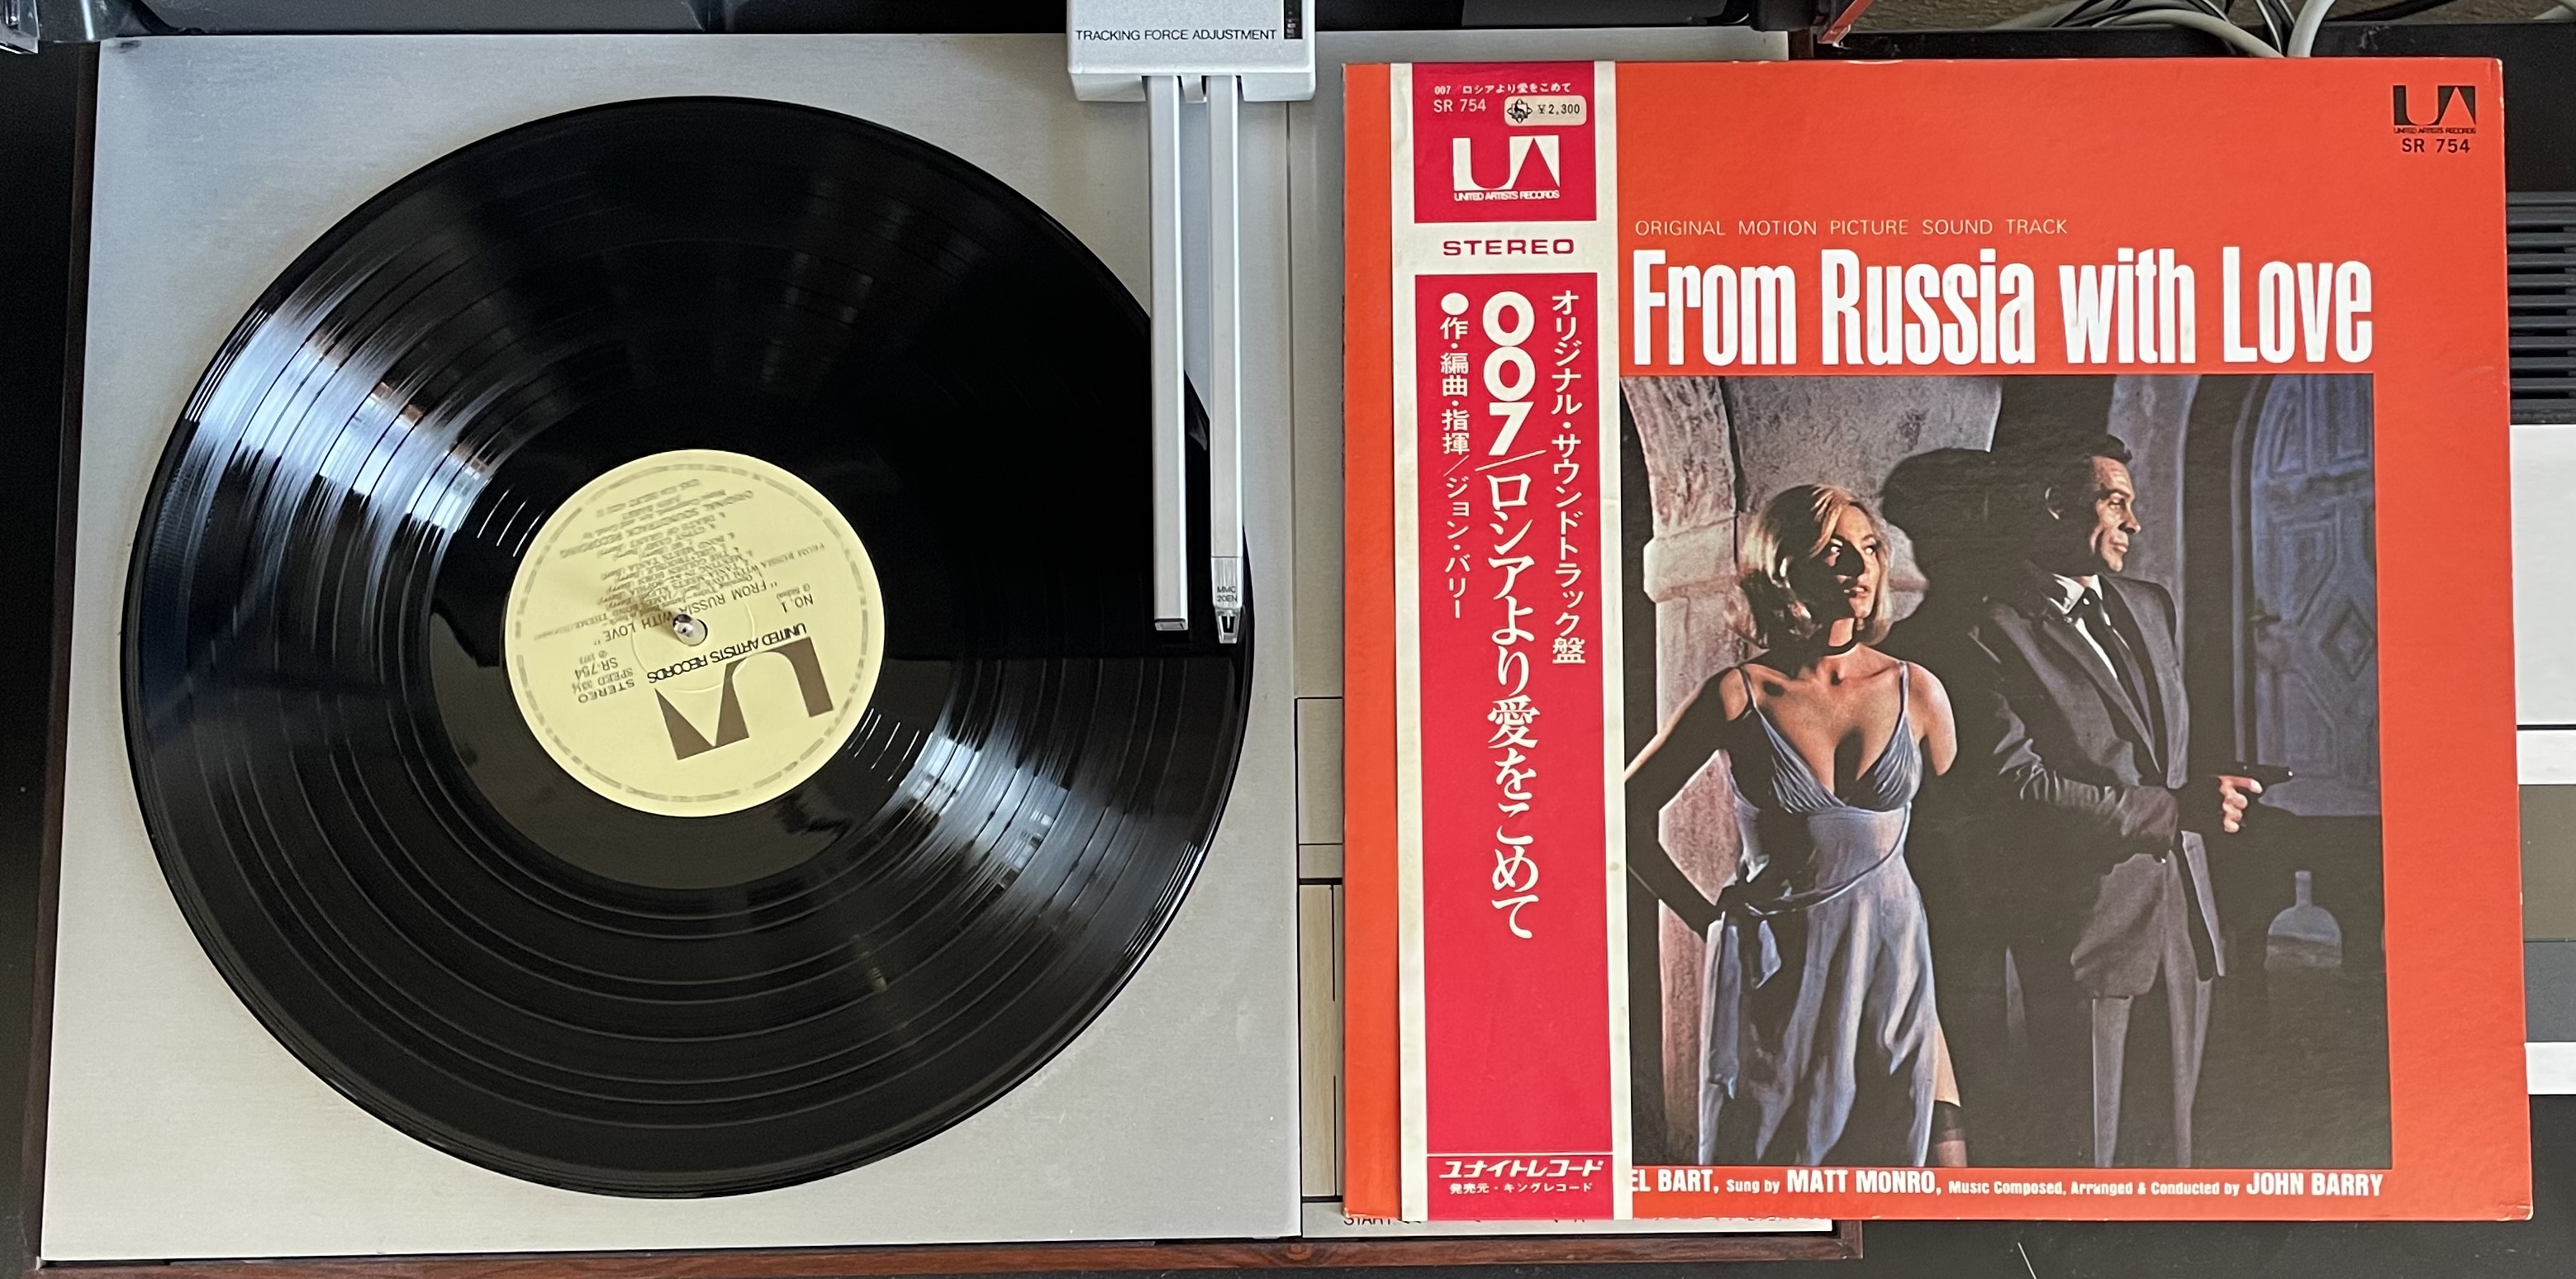 TRACKING FORCE ADJUSTMENT
MMC
20EN
NO. 1
"FROM RUSSIA WITH LOVE"
UNITED ARTISTS RECORDS
UA
STEREO
SPEED 33⅓
SR-754
Ⓟ 1973
007/ロシアより愛をこめて
SR 754
¥2,300
UA
UNITED ARTISTS RECORDS
STEREO
オリジナル・サウンドトラック盤
007/ロシアより愛をこめて
●作・編曲・指揮/ジョン・バリー
ユナイトレコード
発売元・キングレコード
UA
UNITED ARTISTS RECORDS
SR 754
ORIGINAL MOTION PICTURE SOUND TRACK
From Russia with Love
EL BART, Sung by MATT MONRO, Music Composed, Arranged & Conducted by JOHN BARRY
START